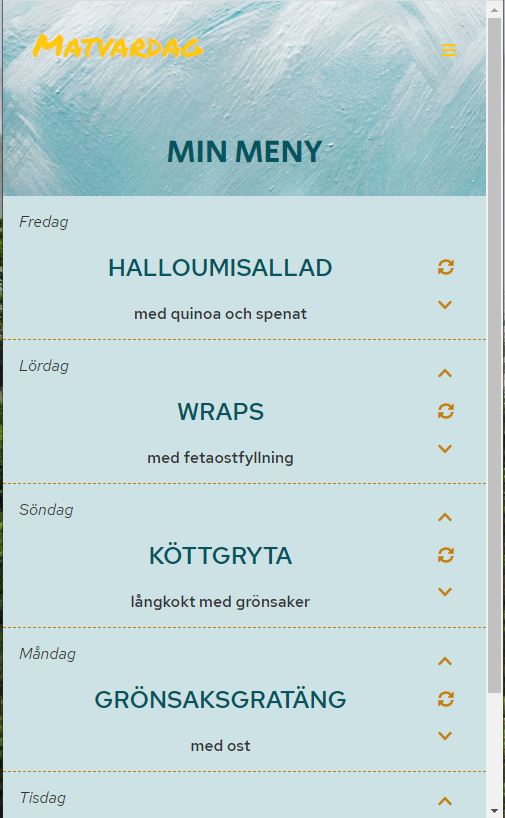 Matvardag
MIN MENY
Fredag
HALLOUMISALLAD
med quinoa och spenat
Lördag
WRAPS
med fetaostfyllning
Söndag
KÖTTGRYTA
långkokt med grönsaker
Måndag
GRÖNSAKSGRATÄNG
med ost
Tisdag